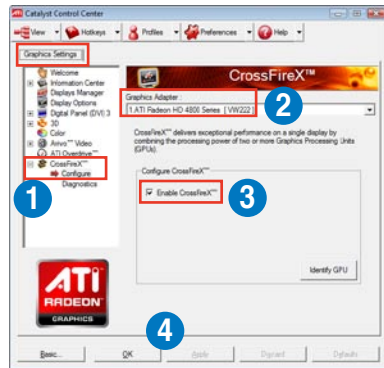 Catalyst Control Center
View Hotkeys Profiles Preferences Help
Graphics Settings
Welcome
Information Center
Displays Manager
Display Options
Digital Panel (DVI) 3
3D
Color
Avivo™ Video
ATI Overdrive™
CrossFireX™
Configure
Diagnostics
1
CrossFireX™
Graphics Adapter :
1.ATI Radeon HD 4800 Series [ VW222 ]
2
CrossFireX™ delivers exceptional performance on a single display by
combining the processing power of two or more Graphics Processing Units
(GPUs).
Configure CrossFireX™
Enable CrossFireX™
3
Identify GPU
ATI
RADEON
GRAPHICS
4
Basic... OK Apply Discard Defaults